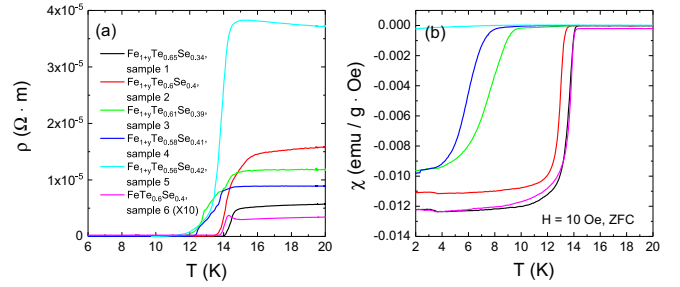 (a)
Fe1+yTe0.65Se0.34,
sample 1
Fe1+yTe0.6Se0.4,
sample 2
Fe1+yTe0.61Se0.39,
sample 3
Fe1+yTe0.58Se0.41,
sample 4
Fe1+yTe0.56Se0.42,
sample 5
FeTe0.6Se0.4,
sample 6 (X10)
ρ (Ω · m)
4x10⁻⁵
3x10⁻⁵
2x10⁻⁵
1x10⁻⁵
0
6 8 10 12 14 16 18 20
T (K)
(b)
χ (emu / g · Oe)
0.000
-0.002
-0.004
-0.006
-0.008
-0.010
-0.012
-0.014
H = 10 Oe, ZFC
2 4 6 8 10 12 14 16 18 20
T (K)